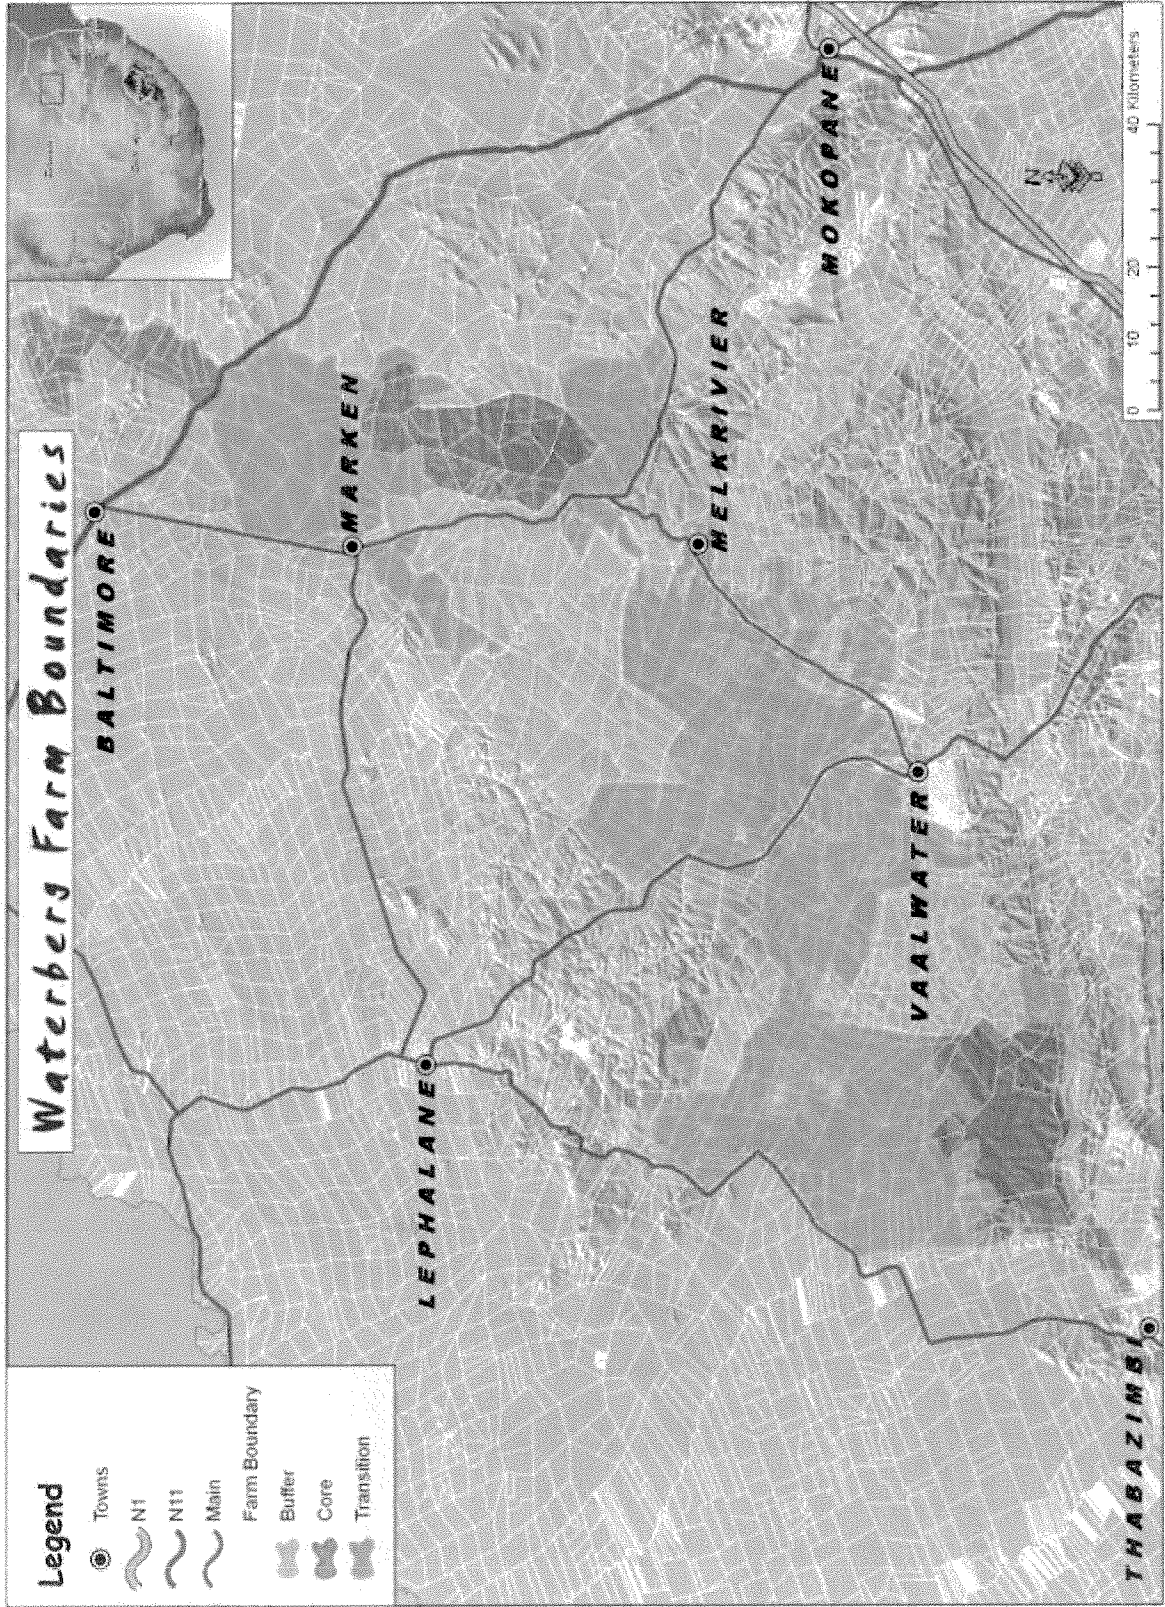 Waterberg Farm Boundaries
Legend
Towns
N1
N11
Main
Farm Boundary
Buffer
Core
Transition
BALTIMORE
MARKEN
LEPHALANE
MELKRIVIER
MOKOPANE
VAALWATER
THABAZIMBI
N
0 10 20 40 Kilometers